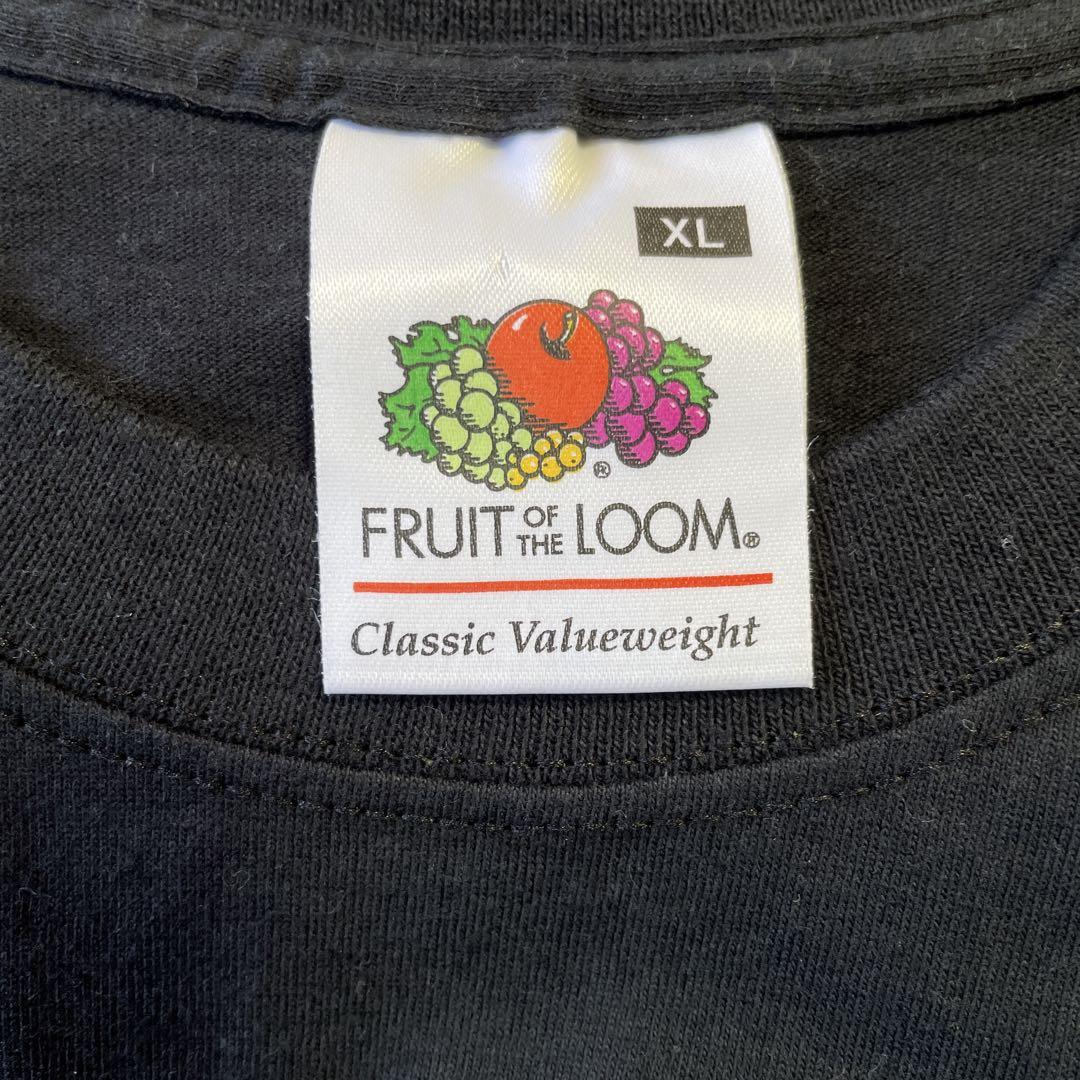 XL
®
FRUIT OF THE LOOM®
Classic Valueweight